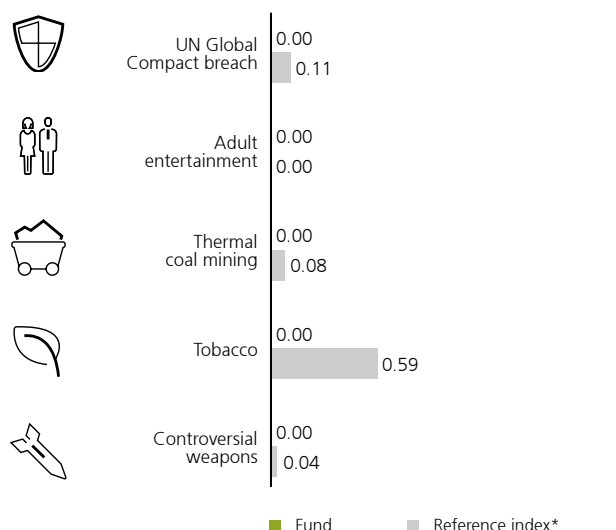 0.00
UN Global
Compact breach
0.11
0.00
Adult
entertainment
0.00
0.00
Thermal
coal mining
0.08
0.00
Tobacco
0.59
0.00
Controversial
weapons
0.04
Fund
Reference index*